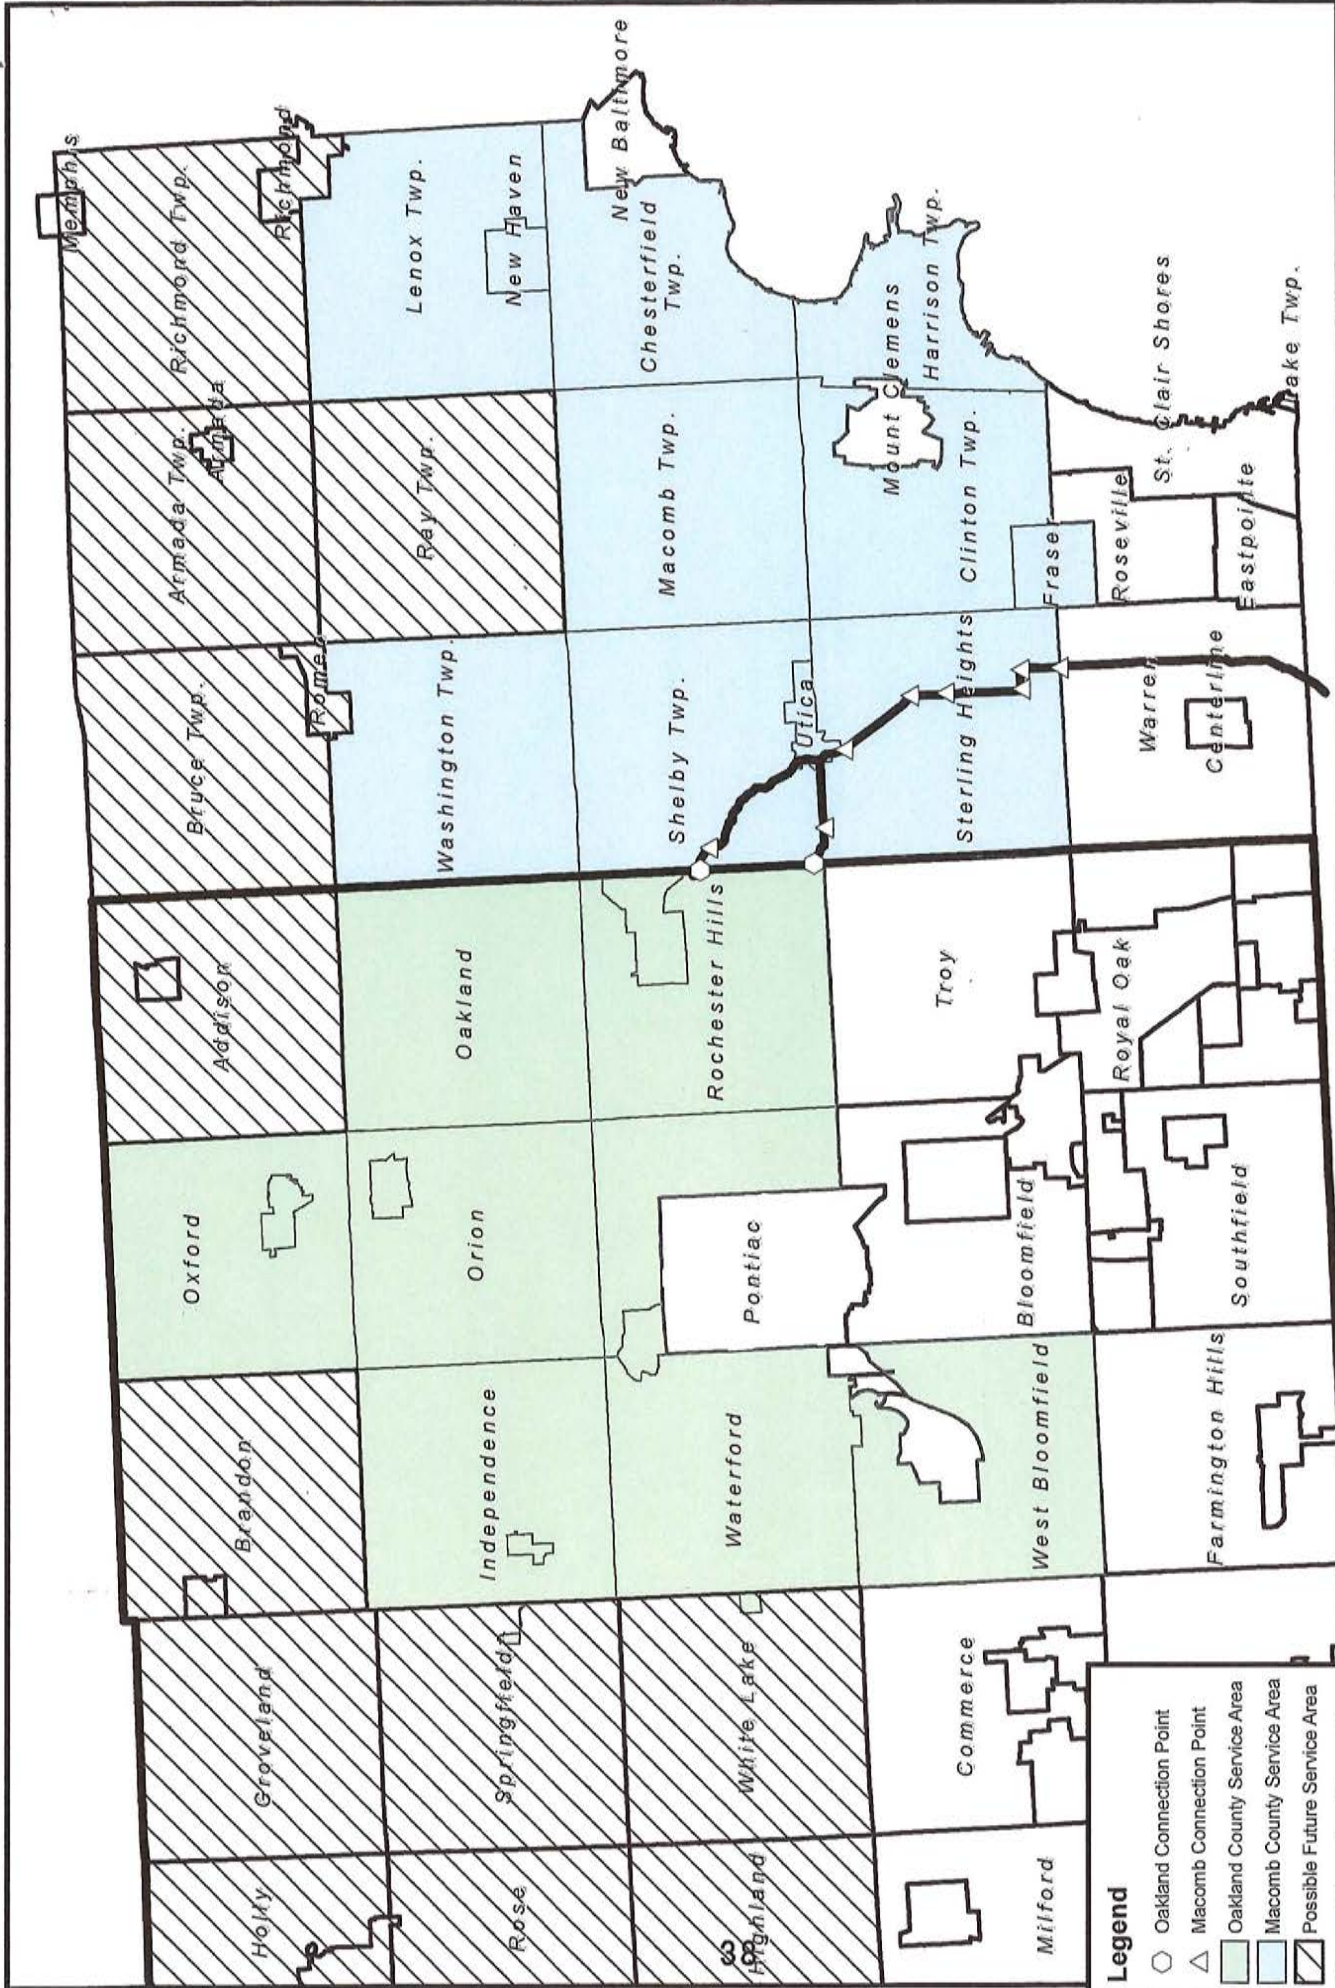 Holly
Groveland
Brandon
Oxford
Addison
Bruce Twp.
Armada Twp.
Armada
Richmond Twp.
Memphis
Rose
Springfield
Independence
Orion
Oakland
Romeo
Washington Twp.
Ray Twp.
Lenox Twp.
Richmond
New Haven
Highland
38
White Lake
Waterford
Pontiac
Rochester Hills
Shelby Twp.
Utica
Macomb Twp.
Chesterfield
Twp.
New Baltimore
Milford
Commerce
West Bloomfield
Bloomfield
Troy
Sterling Heights
Clinton Twp.
Mount Clemens
Harrison Twp.
Fraser
Farmington Hills
Southfield
Royal Oak
Warren
Centerline
Roseville
Eastpointe
St. Clair Shores
Lake Twp.
Legend
Oakland Connection Point
Macomb Connection Point
Oakland County Service Area
Macomb County Service Area
Possible Future Service Area